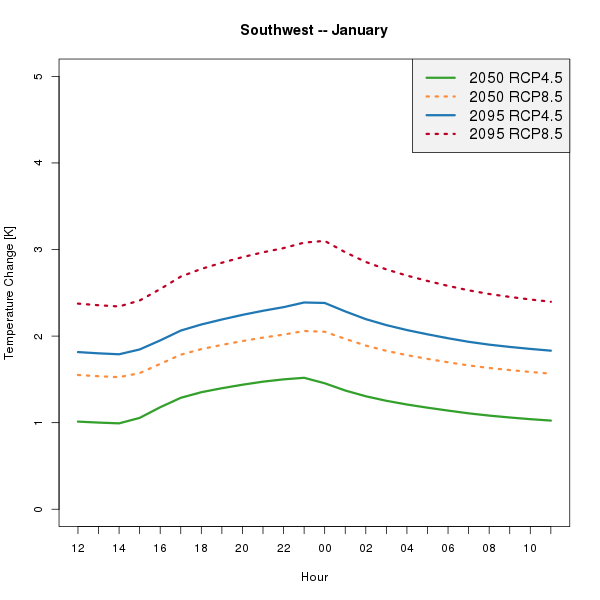 Southwest -- January
2050 RCP4.5
2050 RCP8.5
2095 RCP4.5
2095 RCP8.5
Temperature Change [K]
5
4
3
2
1
0
12 14 16 18 20 22 00 02 04 06 08 10
Hour